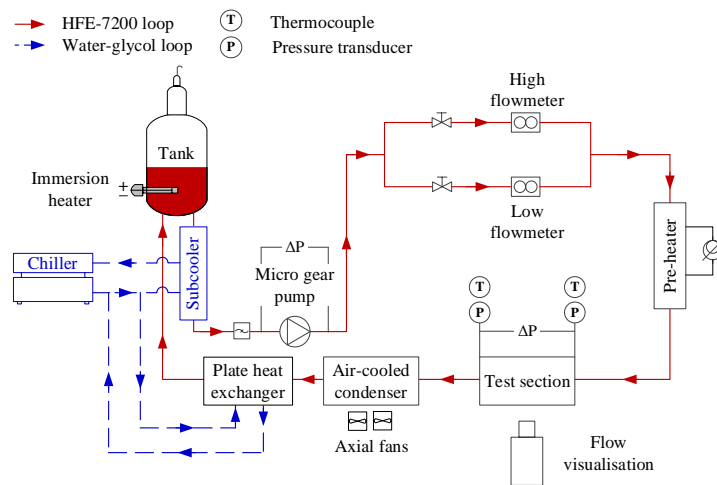 HFE-7200 loop
Water-glycol loop
T
Thermocouple
P
Pressure transducer
High
flowmeter
Tank
Immersion
heater
+
−
Low
flowmeter
Chiller
Subcooler
ΔP
Micro gear
pump
Pre-heater
T
P
ΔP
T
P
Plate heat
exchanger
Air-cooled
condenser
Test section
Axial fans
Flow
visualisation